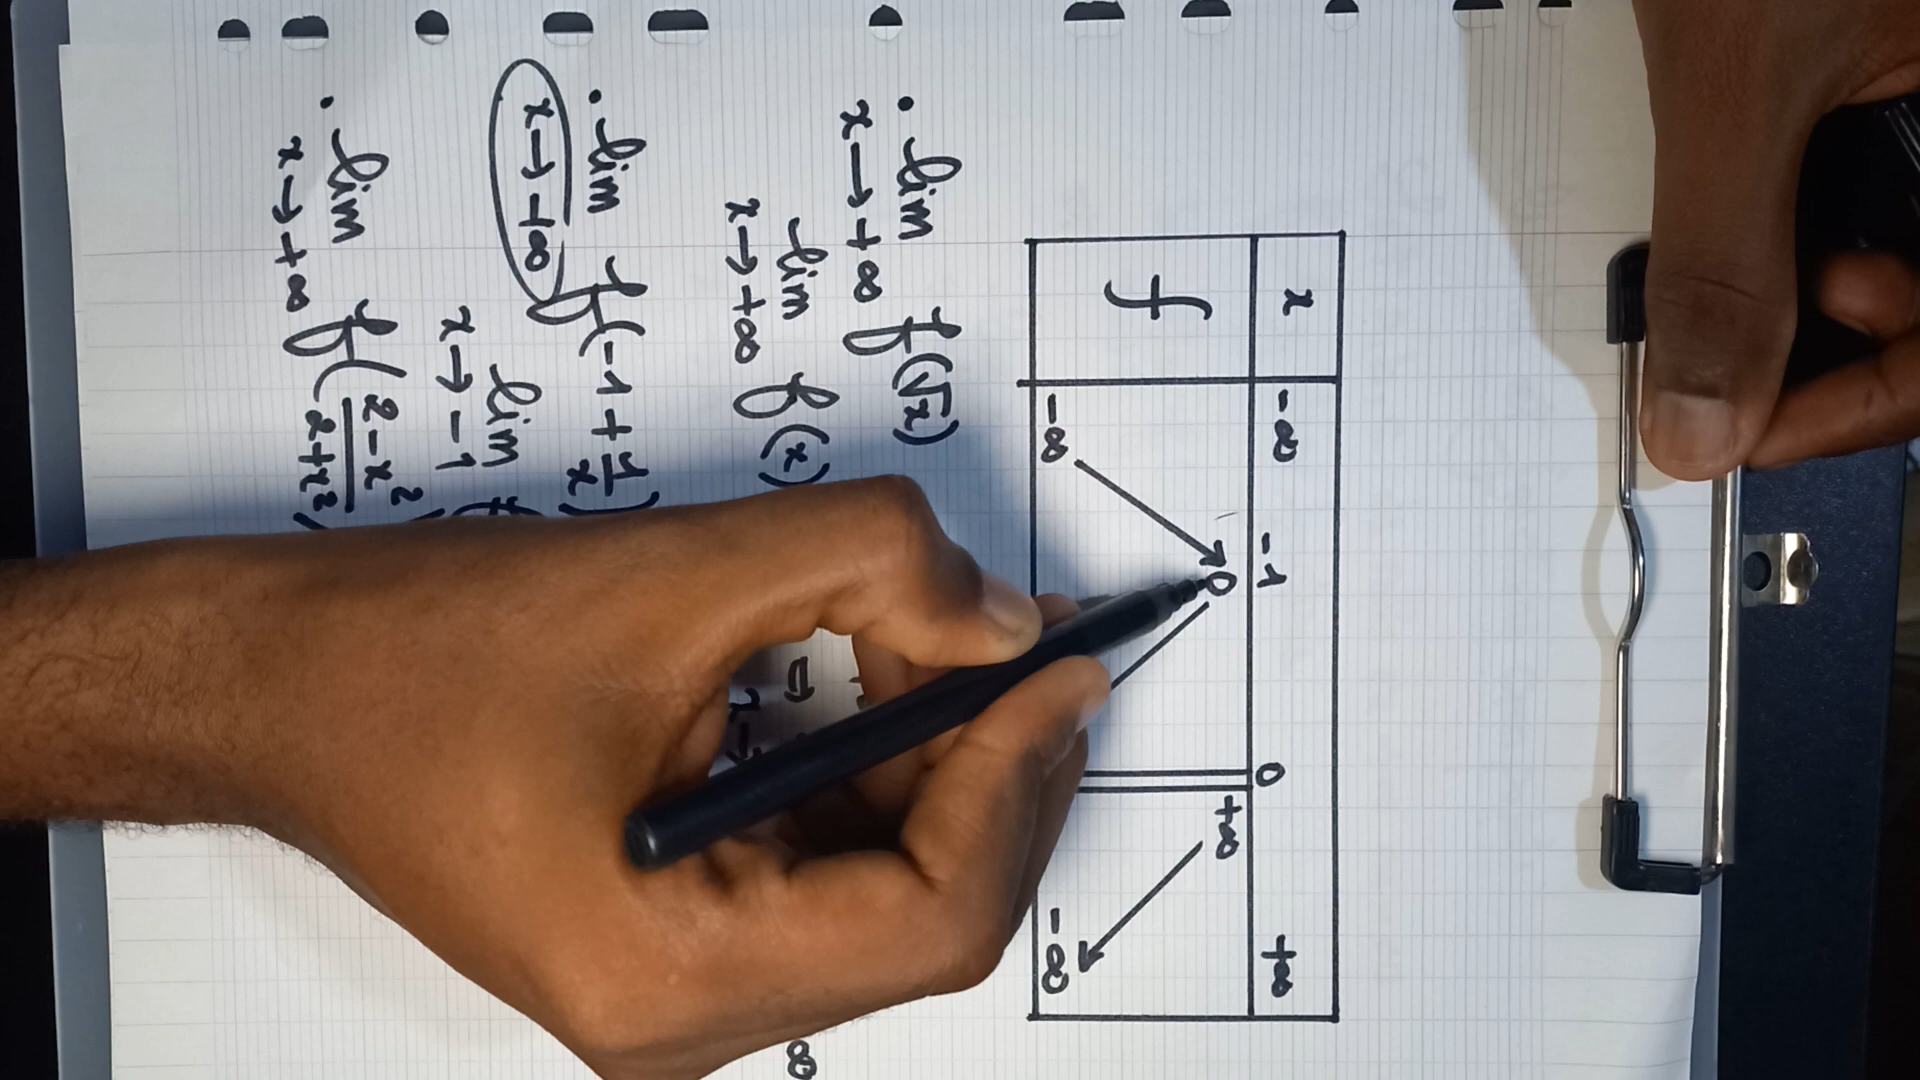 x -∞ -1 0 +∞
f -∞ 0 +∞ -∞
. lim f(√x)
x→+∞
lim f(x)
x→+∞
. lim f(-1 + 1/x)
x→+∞
lim
x→-1
. lim f((2-x²)/(2+x²))
x→+∞